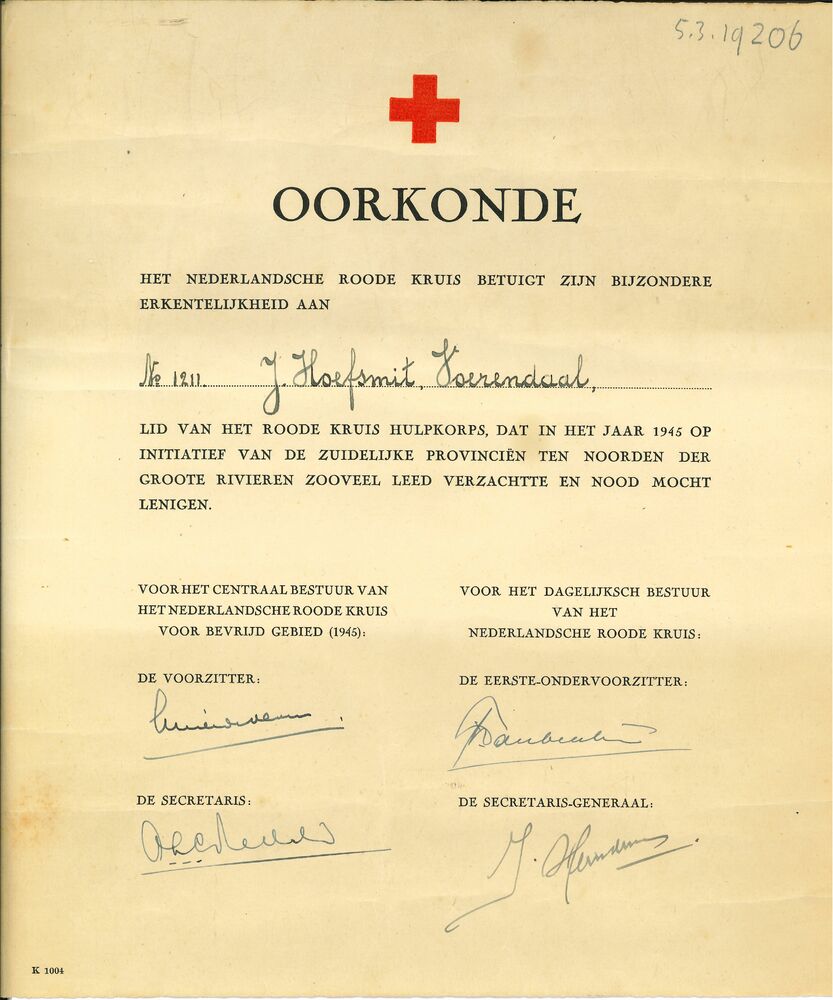 5.3.19206
OORKONDE
HET NEDERLANDSCHE ROODE KRUIS BETUIGT ZIJN BIJZONDERE
ERKENTELIJKHEID AAN
No 1211. J. Hoefsmit, Voerendaal,
LID VAN HET ROODE KRUIS HULPKORPS, DAT IN HET JAAR 1945 OP
INITIATIEF VAN DE ZUIDELIJKE PROVINCIËN TEN NOORDEN DER
GROOTE RIVIEREN ZOOVEEL LEED VERZACHTTE EN NOOD MOCHT
LENIGEN.
VOOR HET CENTRAAL BESTUUR VAN
HET NEDERLANDSCHE ROODE KRUIS
VOOR BEVRIJD GEBIED (1945):
DE VOORZITTER:
DE SECRETARIS:
VOOR HET DAGELIJKSCH BESTUUR
VAN HET
NEDERLANDSCHE ROODE KRUIS:
DE EERSTE-ONDERVOORZITTER:
DE SECRETARIS-GENERAAL:
J.
K 1004